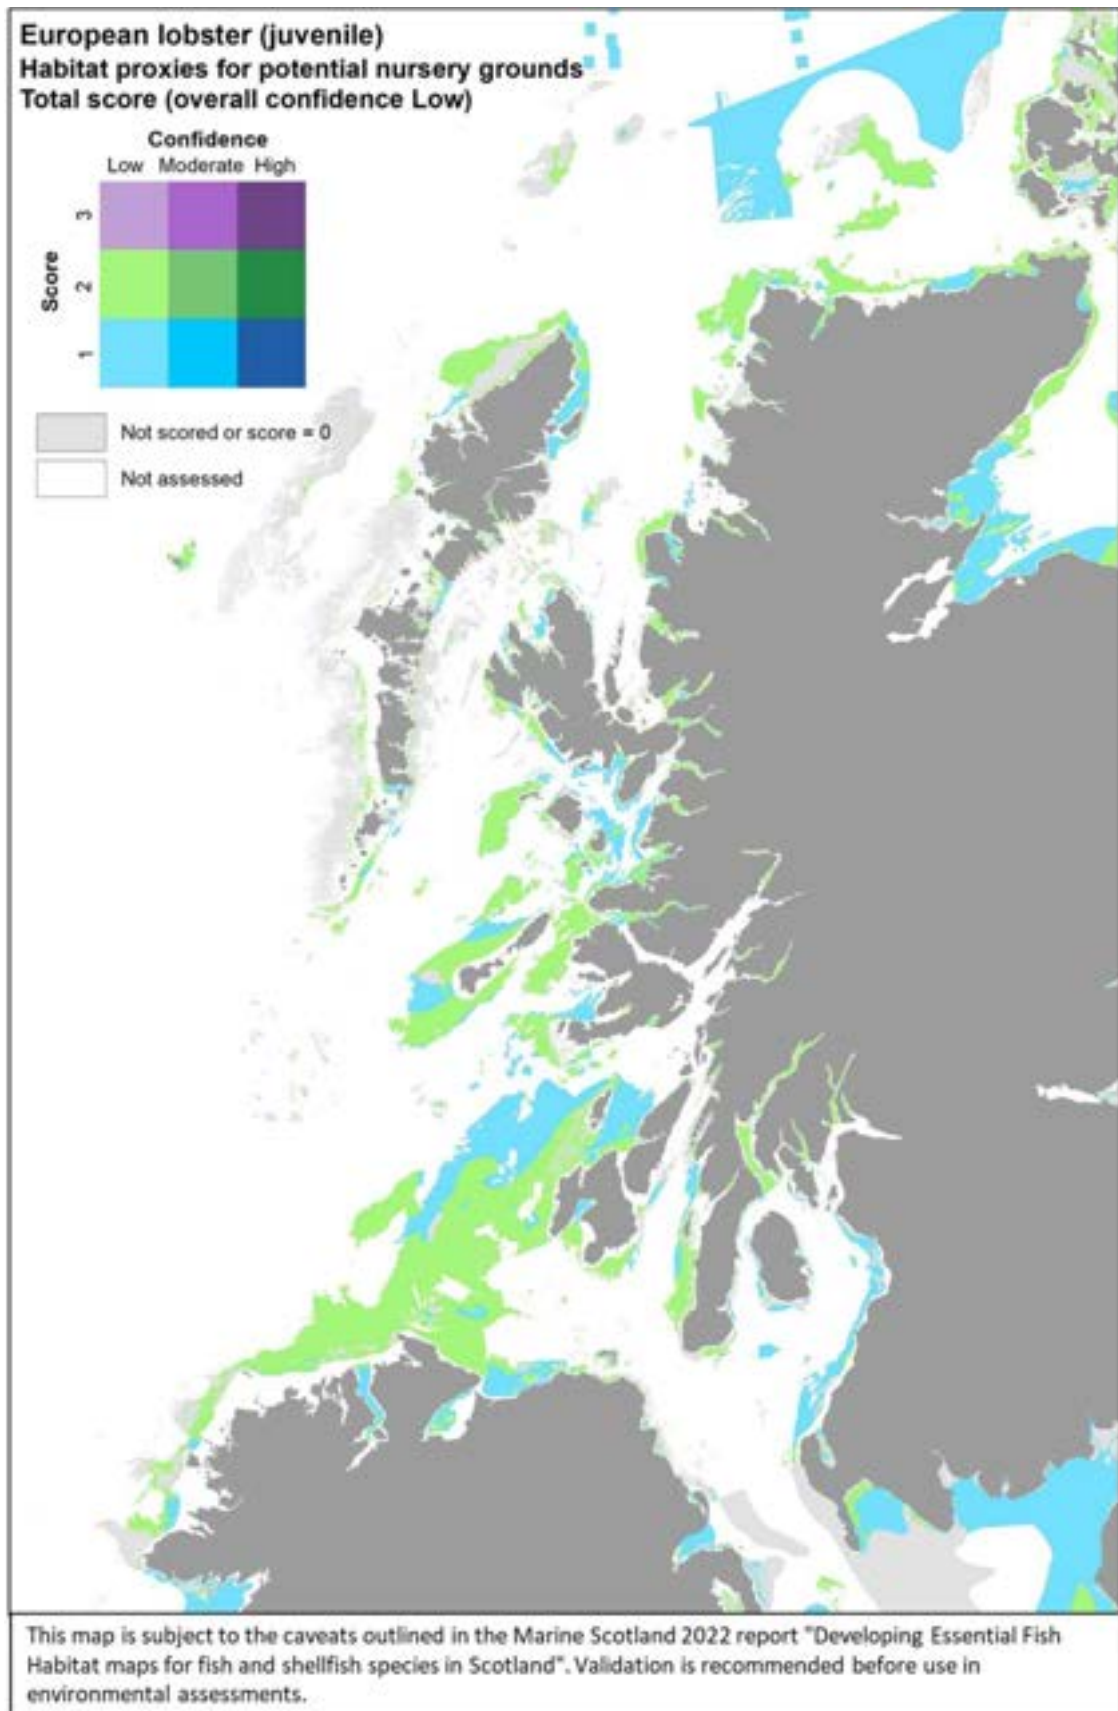 European lobster (juvenile)
Habitat proxies for potential nursery grounds
Total score (overall confidence Low)
Confidence
Low Moderate High
Score
3
2
1
Not scored or score = 0
Not assessed
This map is subject to the caveats outlined in the Marine Scotland 2022 report "Developing Essential Fish
Habitat maps for fish and shellfish species in Scotland". Validation is recommended before use in
environmental assessments.